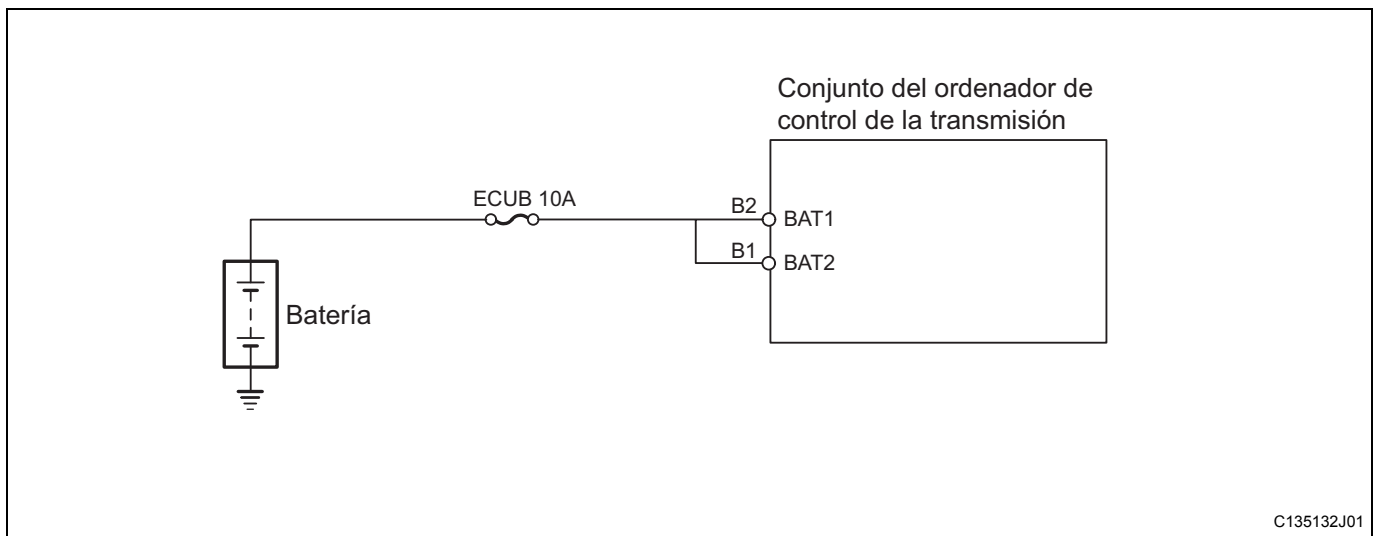 Conjunto del ordenador de
control de la transmisión
ECUB 10A
B2
BAT1
B1
BAT2
Batería
C135132J01